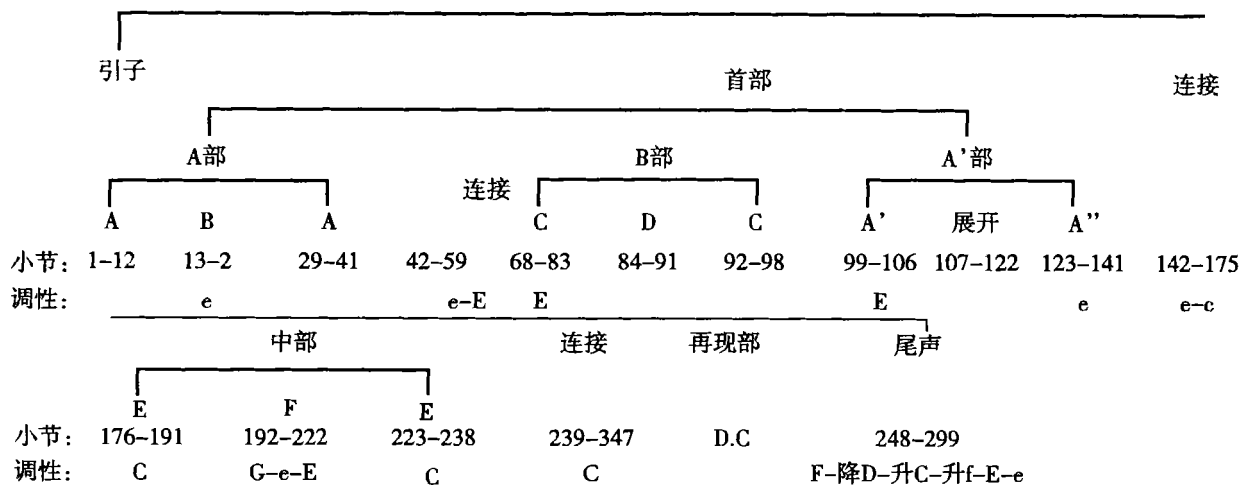 引子 首部 连接
A部 B部 A'部
连接
A B A C D C A' 展开 A''
小节: 1-12 13-2 29-41 42-59 68-83 84-91 92-98 99-106 107-122 123-141 142-175
调性: e e-E E E e e-c
中部 连接 再现部 尾声
E F E
小节: 176-191 192-222 223-238 239-347 D.C 248-299
调性: C G-e-E C C F-降D-升C-升f-E-e